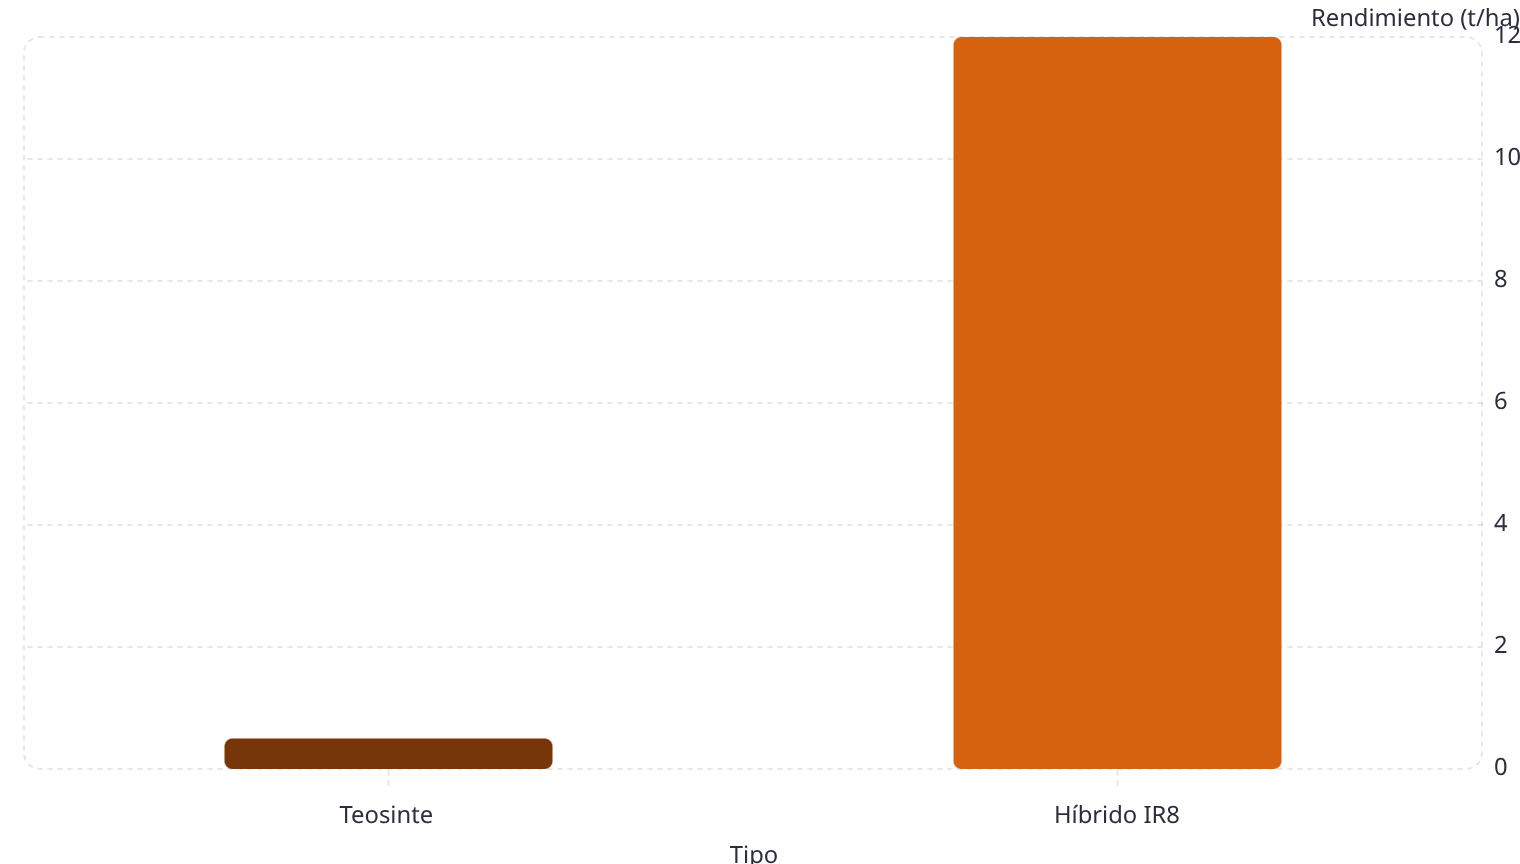 Rendimiento (t/ha)
12
10
8
6
4
2
0
Teosinte
Híbrido IR8
Tipo